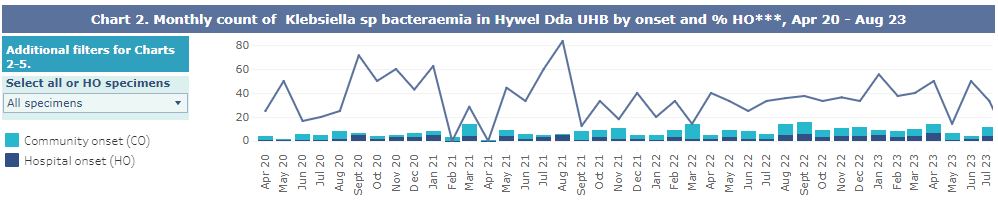 Chart 2. Monthly count of  Klebsiella sp bacteraemia in Hywel Dda UHB by onset and % HO***, Apr 20 - Aug 23
Additional filters for Charts
2-5.
Select all or HO specimens
All specimens
Community onset (CO)
Hospital onset (HO)
80
60
40
20
0
Apr 20
May 20
Jun 20
Jul 20
Aug 20
Sept 20
Oct 20
Nov 20
Dec 20
Jan 21
Feb 21
Mar 21
Apr 21
May 21
Jun 21
Jul 21
Aug 21
Sept 21
Oct 21
Nov 21
Dec 21
Jan 22
Feb 22
Mar 22
Apr 22
May 22
Jun 22
Jul 22
Aug 22
Sept 22
Oct 22
Nov 22
Dec 22
Jan 23
Feb 23
Mar 23
Apr 23
May 23
Jun 23
Jul 23